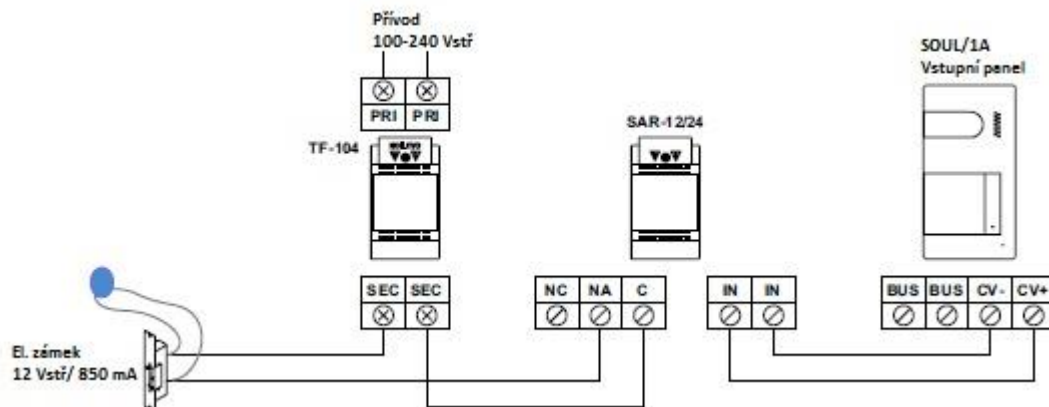 Přívod
100-240 Vstř
PRI PRI
TF-104
SAR-12/24
SOUL/1A
Vstupní panel
SEC SEC
NC NA C
IN IN
BUS BUS CV- CV+
El. zámek
12 Vstř/ 850 mA